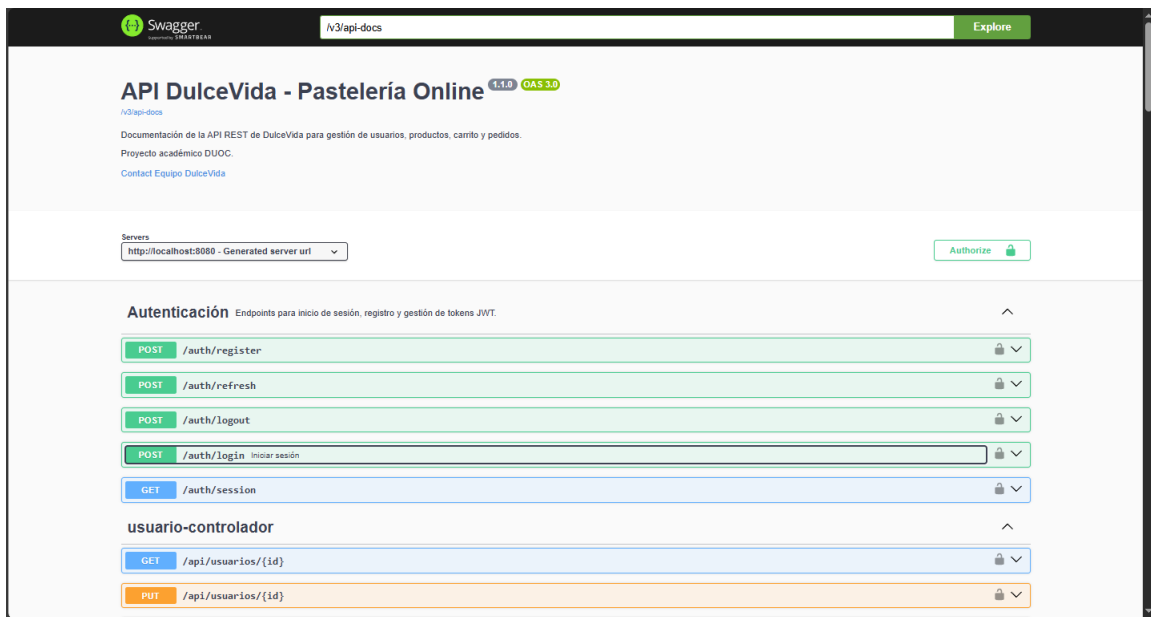 Swagger
Supported by SMARTBEAR
/v3/api-docs
Explore
API DulceVida - Pastelería Online 1.1.0 OAS 3.0
/v3/api-docs
Documentación de la API REST de DulceVida para gestión de usuarios, productos, carrito y pedidos.
Proyecto académico DUOC.
Contact Equipo DulceVida
Servers
http://localhost:8080 - Generated server url
Authorize
Autenticación Endpoints para inicio de sesión, registro y gestión de tokens JWT.
POST /auth/register
POST /auth/refresh
POST /auth/logout
POST /auth/login Iniciar sesión
GET /auth/session
usuario-controlador
GET /api/usuarios/{id}
PUT /api/usuarios/{id}